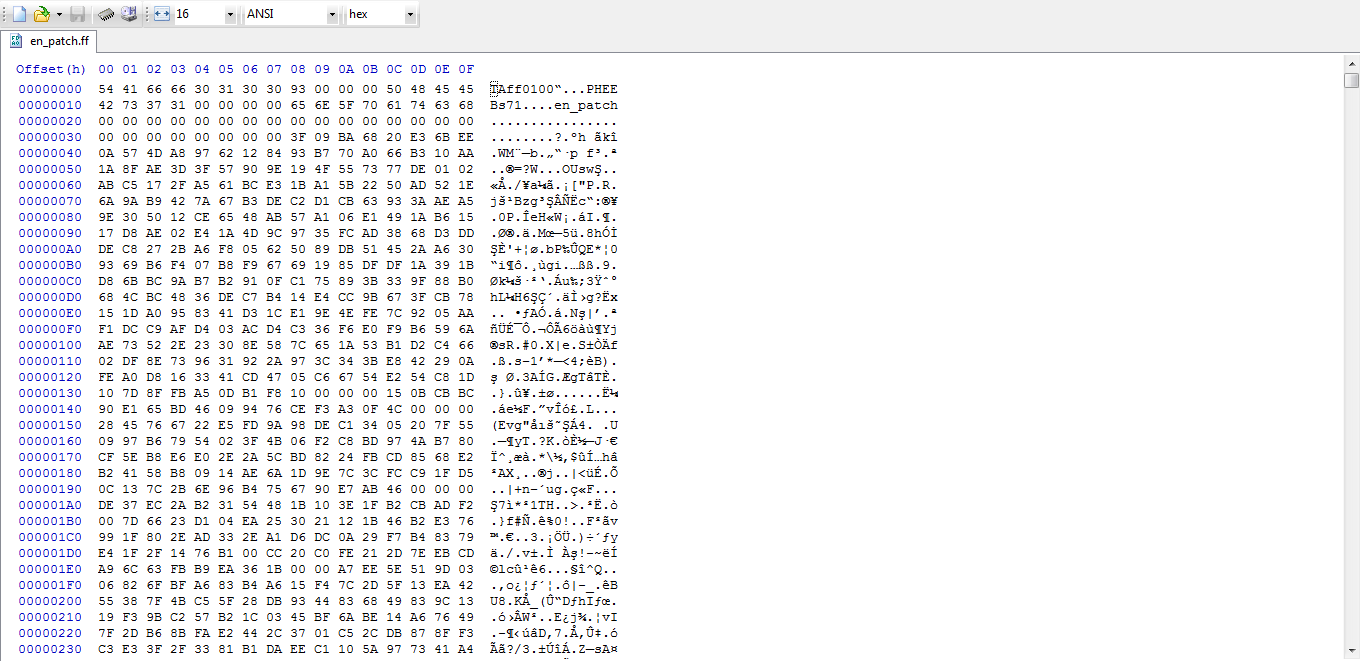 16 ANSI hex
en_patch.ff
Offset(h) 00 01 02 03 04 05 06 07 08 09 0A 0B 0C 0D 0E 0F
00000000 54 41 66 66 30 31 30 30 93 00 00 00 50 48 45 45 TAff0100“...PHEE
00000010 42 73 37 31 00 00 00 00 65 6E 5F 70 61 74 63 68 Bs71....en_patch
00000020 00 00 00 00 00 00 00 00 00 00 00 00 00 00 00 00 ................
00000030 00 00 00 00 00 00 00 00 3F 09 BA 68 20 E3 6B EE ........?.ºh ãkî
00000040 0A 57 4D A8 97 62 12 84 93 B7 70 A0 66 B3 10 AA .WM¨—b.„“·p f³.ª
00000050 1A 8F AE 3D 3F 57 90 9E 19 4F 55 73 77 DE 01 02 ..®=?W...OUswŞ..
00000060 AB C5 17 2F A5 61 BC E3 1B A1 5B 22 50 AD 52 1E «Å./¥a¼ã.¡["P.R.
00000070 6A 9A B9 42 7A 67 B3 DE C2 D1 CB 63 93 3A AE A5 jš¹Bzg³ŞÂÑËc“:®¥
00000080 9E 30 50 12 CE 65 48 AB 57 A1 06 E1 49 1A B6 15 .0P.ÎeH«W¡.áI.¶.
00000090 17 D8 AE 02 E4 1A 4D 9C 97 35 FC AD 38 68 D3 DD .Ø®.ä.Mœ—5ü.8hÓİ
000000A0 DE C8 27 2B A6 F8 05 62 50 89 DB 51 45 2A A6 30 ŞÈ'+¦ø.bP‰ÛQE*¦0
000000B0 93 69 B6 F4 07 B8 F9 67 69 19 85 DF DF 1A 39 1B “i¶ô.¸ùgi.…ßß.9.
000000C0 D8 6B BC 9A B7 B2 91 0F C1 75 89 3B 33 9F 88 B0 Øk¼š·²‘.Áu‰;3Ÿˆ°
000000D0 68 4C BC 48 36 DE C7 B4 14 E4 CC 9B 67 3F CB 78 hL¼H6ŞÇ´.äÌ›g?Ëx
000000E0 15 1D A0 95 83 41 D3 1C E1 9E 4E FE 7C 92 05 AA .. •ƒAÓ.á.Nş|’.ª
000000F0 F1 DC C9 AF D4 03 AC D4 C3 36 F6 E0 F9 B6 59 6A ñÜÉ¯Ô.¬ÔÃ6öàù¶Yj
00000100 AE 73 52 2E 23 30 8E 58 7C 65 1A 53 B1 D2 C4 66 ®sR.#0.X|e.S±ÒÄf
00000110 02 DF 8E 73 96 31 92 2A 97 3C 34 3B E8 42 29 0A .ß.s–1’*—<4;èB).
00000120 FE A0 D8 16 33 41 CD 47 05 C6 67 54 E2 54 C8 1D ş Ø.3AÍG.ÆgTâTÈ.
00000130 10 7D 8F FB A5 0D B1 F8 10 00 00 00 15 0B CB BC .}.û¥.±ø......Ë¼
00000140 90 E1 65 BD 46 09 94 76 CE F3 A3 0F 4C 00 00 00 .áe½F.”vÎó£.L...
00000150 28 45 76 67 22 E5 FD 9A 98 DE C1 34 05 20 7F 55 (Evg"åış˜ŞÁ4. .U
00000160 09 97 B6 79 54 02 3F 4B 06 F2 C8 BD 97 4A B7 80 .—¶yT.?K.òÈ½—J·€
00000170 CF 5E B8 E6 E0 2E 2A 5C BD 82 24 FB CD 85 68 E2 Ï^¸æà.*\½‚$ûÍ…hâ
00000180 B2 41 58 B8 09 14 AE 6A 1D 9E 7C 3C FC C9 1F D5 ²AX¸..®j..|<üÉ.Õ
00000190 0C 13 7C 2B 6E 96 B4 75 67 90 E7 AB 46 00 00 00 ..|+n–´ug.ç«F...
000001A0 DE 37 EC 2A B2 31 54 48 1B 10 3E 1F B2 CB AD F2 Ş7ì*²1TH..>.²Ë.ò
000001B0 00 7D 66 23 D1 04 EA 25 30 21 12 1B 46 B2 E3 76 .}f#Ñ.ê%0!..F²ãv
000001C0 99 1F 80 2E AD 33 2E A1 D6 DC 0A 29 F7 B4 83 79 ™.€..3.¡ÖÜ.)÷´ƒy
000001D0 E4 1F 2F 14 76 B1 00 CC 20 C0 FE 21 2D 7E EB CD ä./.v±.Ì Àş!-~ëÍ
000001E0 A9 6C 63 FB B9 EA 36 1B 00 00 A7 EE 5E 51 9D 03 ©lcû¹ê6...§î^Q..
000001F0 06 82 6F BF A6 83 B4 A6 15 F4 7C 2D 5F 13 EA 42 .‚o¿¦ƒ´¦.ô|-_.êB
00000200 55 38 7F 4B C5 5F 28 DB 93 44 83 68 49 83 9C 13 U8.KÅ_(Û“DƒhIƒœ.
00000210 19 F3 9B C2 57 B2 1C 03 45 BF 6A BE 14 A6 76 49 .ó›ÂW²..E¿j¾.¦vI
00000220 7F 2D B6 8B FA E2 44 2C 37 01 C5 2C DB 87 8F F3 .-¶‹úâD,7.Å,Û‡.ó
00000230 C3 E3 3F 2F 33 81 B1 DA EE C1 10 5A 97 73 41 A4 Ãã?/3.±ÚîÁ.Z—sA¤